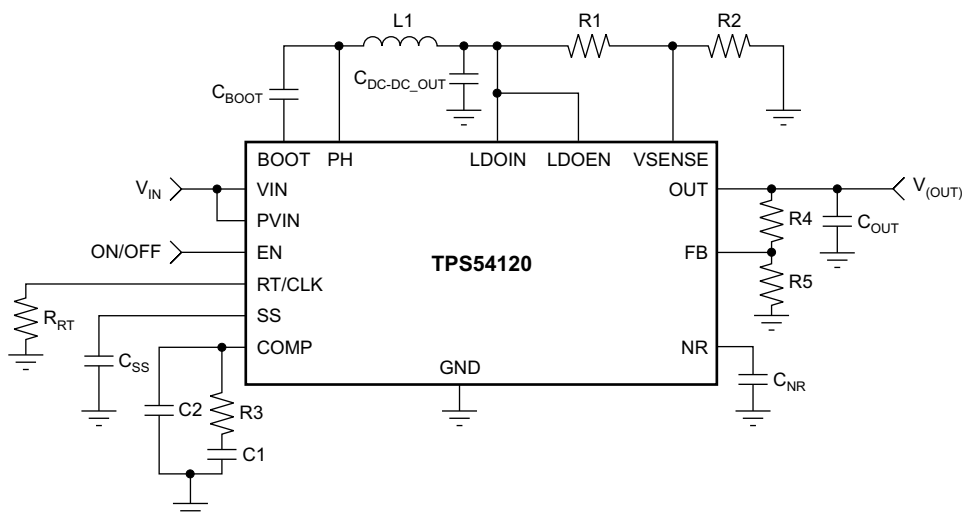 L1
R1
R2
C_BOOT
C_DC-DC_OUT
BOOT
PH
LDOIN
LDOEN
VSENSE
V_IN
VIN
OUT
V_(OUT)
PVIN
R4
C_OUT
ON/OFF
EN
TPS54120
FB
RT/CLK
R5
R_RT
SS
C_SS
COMP
NR
GND
C_NR
C2
R3
C1